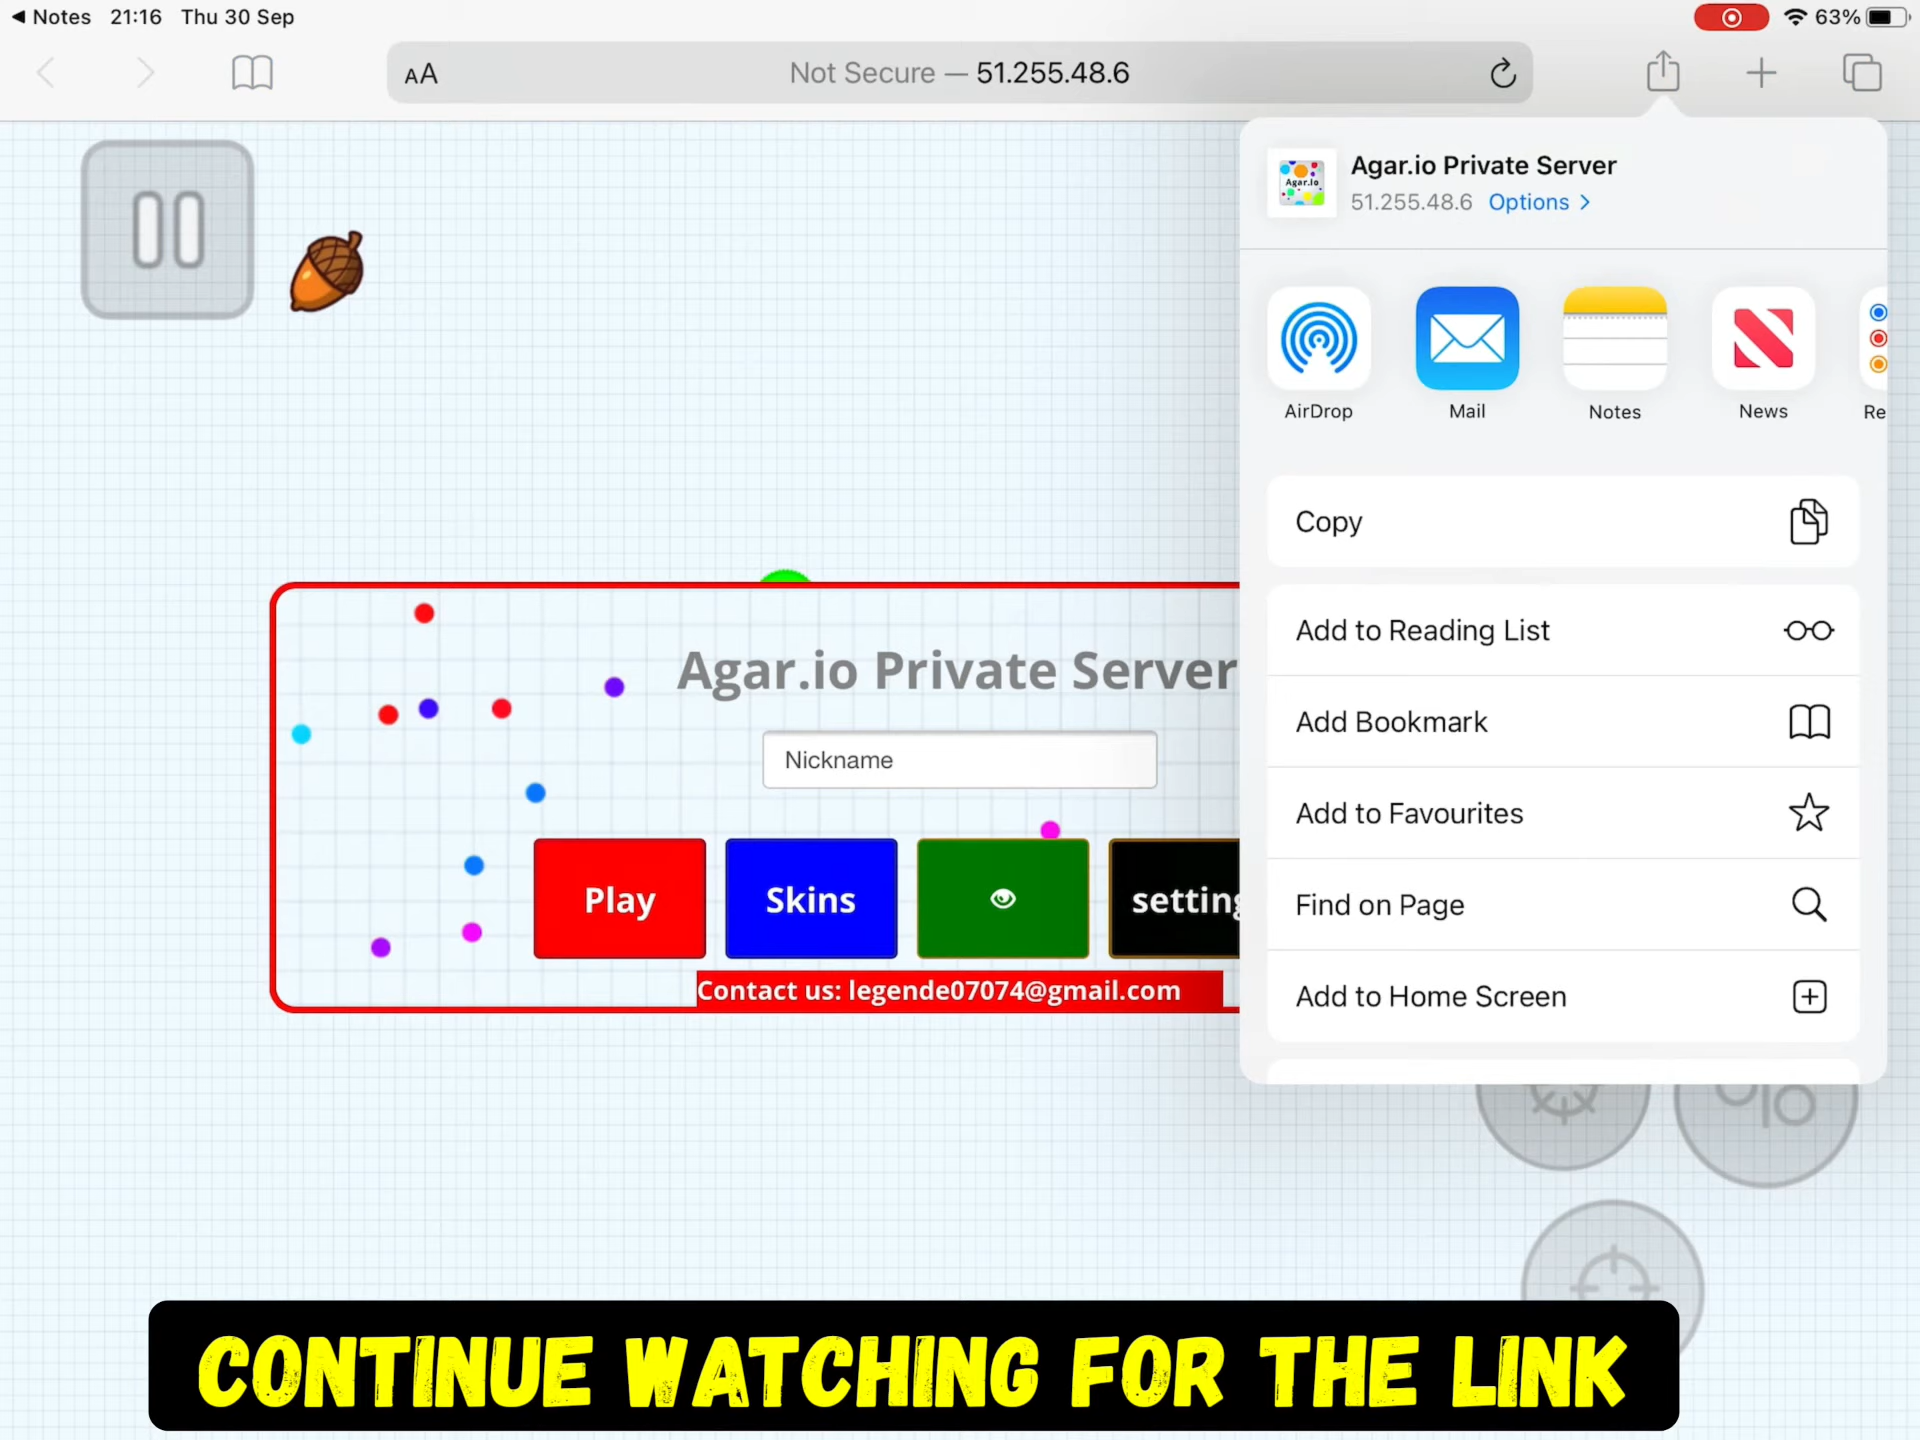 Notes 21:16 Thu 30 Sep
63%
AA
Not Secure — 51.255.48.6
Agar.io
Agar.io Private Server
51.255.48.6 Options
AirDrop
Mail
Notes
News
Re
Copy
Add to Reading List
Add Bookmark
Add to Favourites
Find on Page
Add to Home Screen
Agar.io Private Server
Nickname
Play
Skins
setting
Contact us: legende07074@gmail.com
CONTINUE WATCHING FOR THE LINK